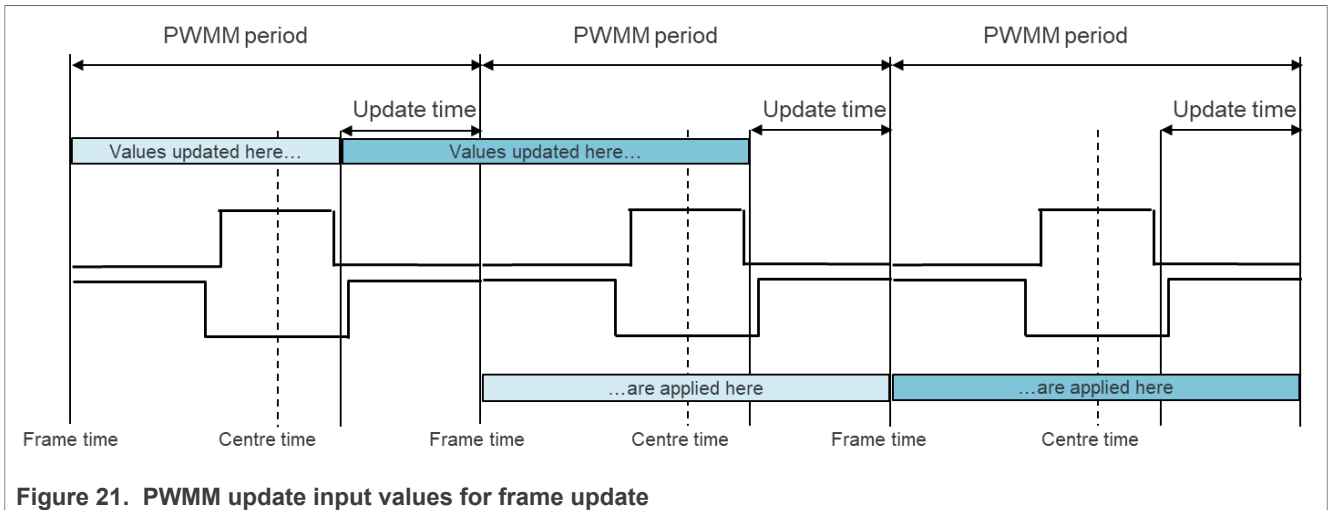 PWMM period PWMM period PWMM period
Update time Update time Update time
Values updated here… Values updated here…
…are applied here …are applied here
Frame time Centre time Frame time Centre time Frame time Centre time
Figure 21. PWMM update input values for frame update